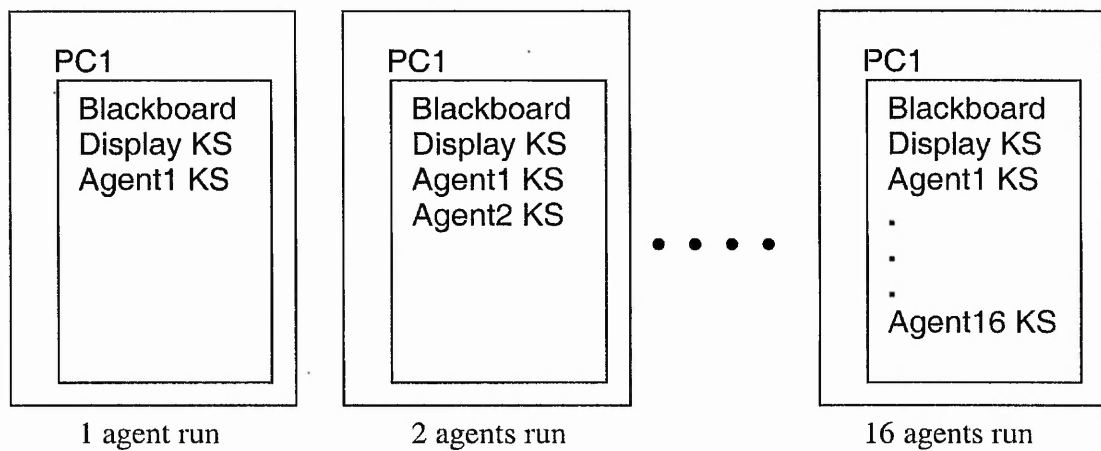 PC1
Blackboard
Display KS
Agent1 KS
1 agent run
PC1
Blackboard
Display KS
Agent1 KS
Agent2 KS
2 agents run
PC1
Blackboard
Display KS
Agent1 KS
.
.
.
Agent16 KS
16 agents run